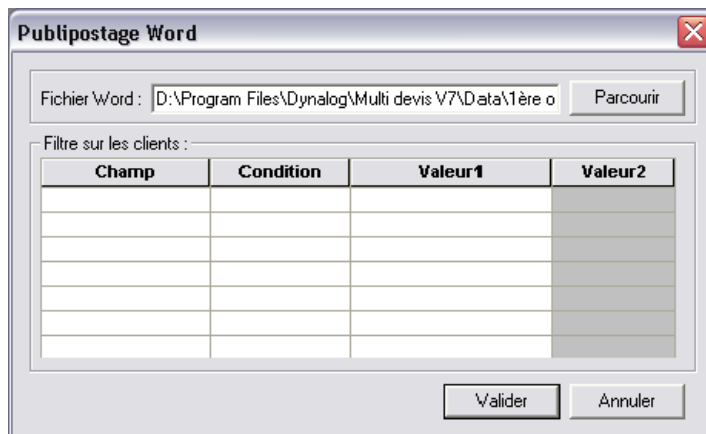 Publipostage Word
Fichier Word : D:\Program Files\Dynalog\Multi devis V7\Data\1ère o Parcourir
Filtre sur les clients :
Champ Condition Valeur1 Valeur2
Valider Annuler